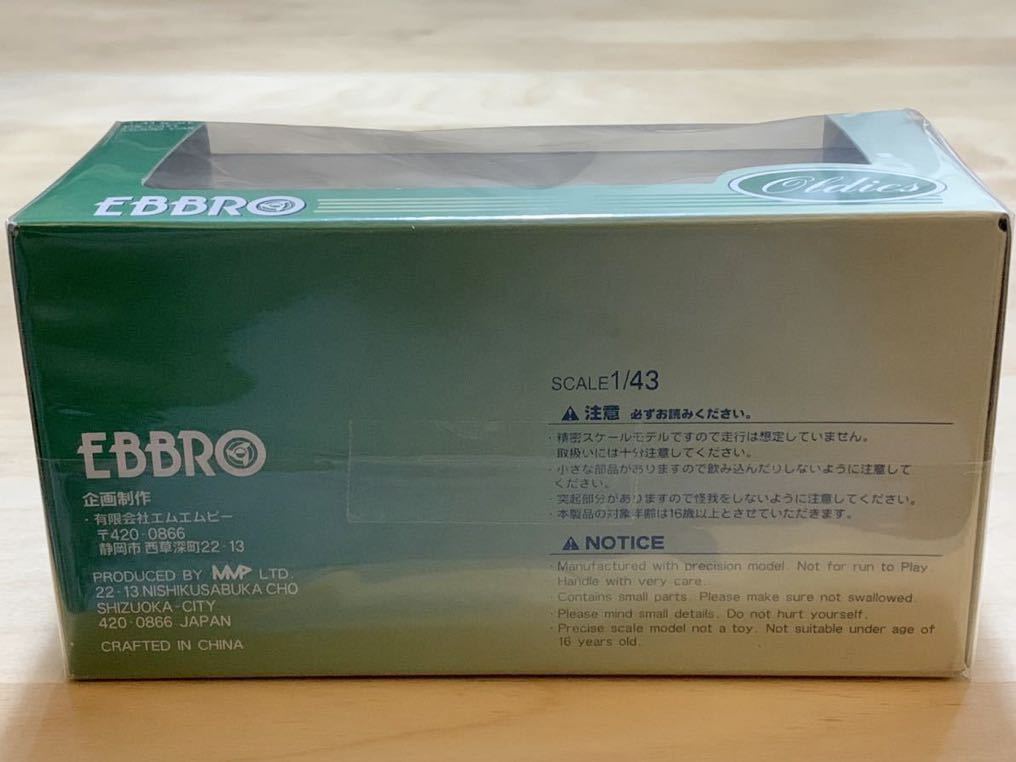 EBBRO
Oldies
SCALE1/43
注意 必ずお読みください。
・精密スケールモデルですので走行は想定していません。
取扱いには十分注意してください。
・小さな部品がありますので飲み込んだりしないように注意して
ください。
・突起部分がありますので怪我をしないように注意してください。
・本製品の対象年齢は16歳以上とさせていただきます。
NOTICE
・Manufactured with precision model. Not for run to Play.
Handle with very care.
・Contains small parts. Please make sure not swallowed.
・Please mind small details. Do not hurt yourself.
・Precise scale model not a toy. Not suitable under age of
16 years old.
EBBRO
企画制作
・有限会社エムエムピー
〒420-0866
静岡市 西草深町22-13
PRODUCED BY MMP LTD.
22-13 NISHIKUSABUKA CHO
SHIZUOKA-CITY
420-0866 JAPAN
CRAFTED IN CHINA